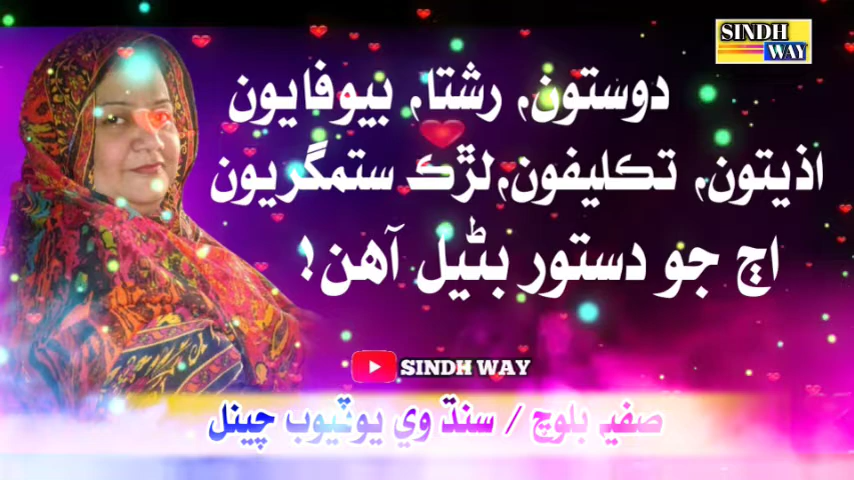 SINDH
WAY
دوستون، رشتا، بيوفايون
اذيتون، تڪليفون، لڙڪ ستمگريون
اڄ جو دستور بڻيل آهن!
SINDH WAY
صفيہ بلوچ / سنڌ وي يوٽيوب چينل